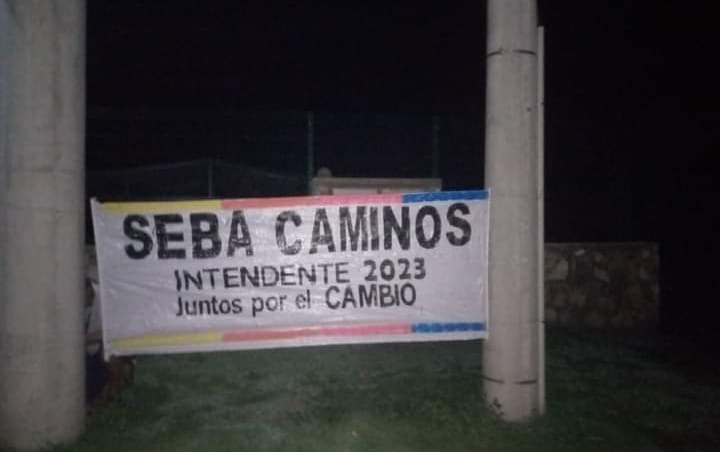 SEBA CAMINOS
INTENDENTE 2023
Juntos por el CAMBIO